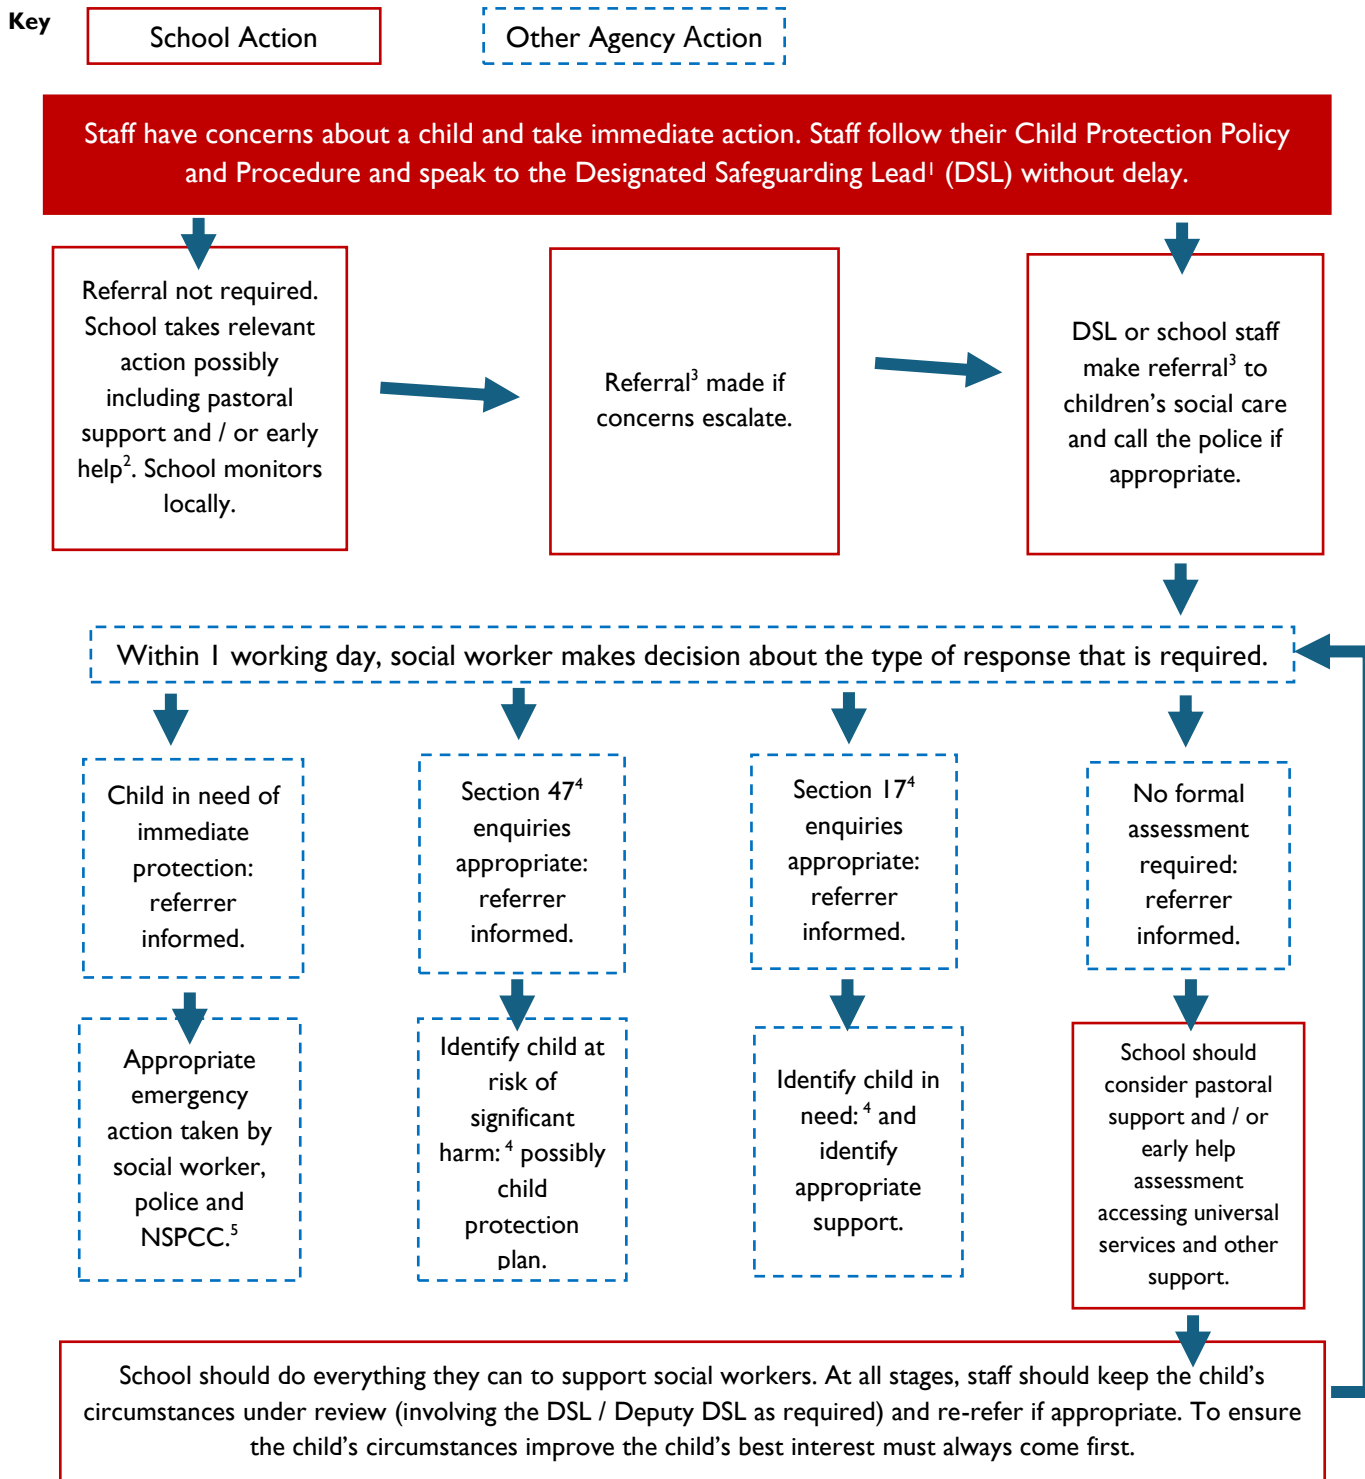 Key
School Action
Other Agency Action
Staff have concerns about a child and take immediate action. Staff follow their Child Protection Policy
and Procedure and speak to the Designated Safeguarding Lead¹ (DSL) without delay.
Referral not required.
School takes relevant
action possibly
including pastoral
support and / or early
help². School monitors
locally.
Referral³ made if
concerns escalate.
DSL or school staff
make referral³ to
children’s social care
and call the police if
appropriate.
Within 1 working day, social worker makes decision about the type of response that is required.
Child in need of
immediate
protection:
referrer
informed.
Section 47⁴
enquiries
appropriate:
referrer
informed.
Section 17⁴
enquiries
appropriate:
referrer
informed.
No formal
assessment
required:
referrer
informed.
Appropriate
emergency
action taken by
social worker,
police and
NSPCC.⁵
Identify child at
risk of
significant
harm: ⁴ possibly
child
protection
plan.
Identify child in
need: ⁴ and
identify
appropriate
support.
School should
consider pastoral
support and / or
early help
assessment
accessing universal
services and other
support.
School should do everything they can to support social workers. At all stages, staff should keep the child’s
circumstances under review (involving the DSL / Deputy DSL as required) and re-refer if appropriate. To ensure
the child’s circumstances improve the child’s best interest must always come first.